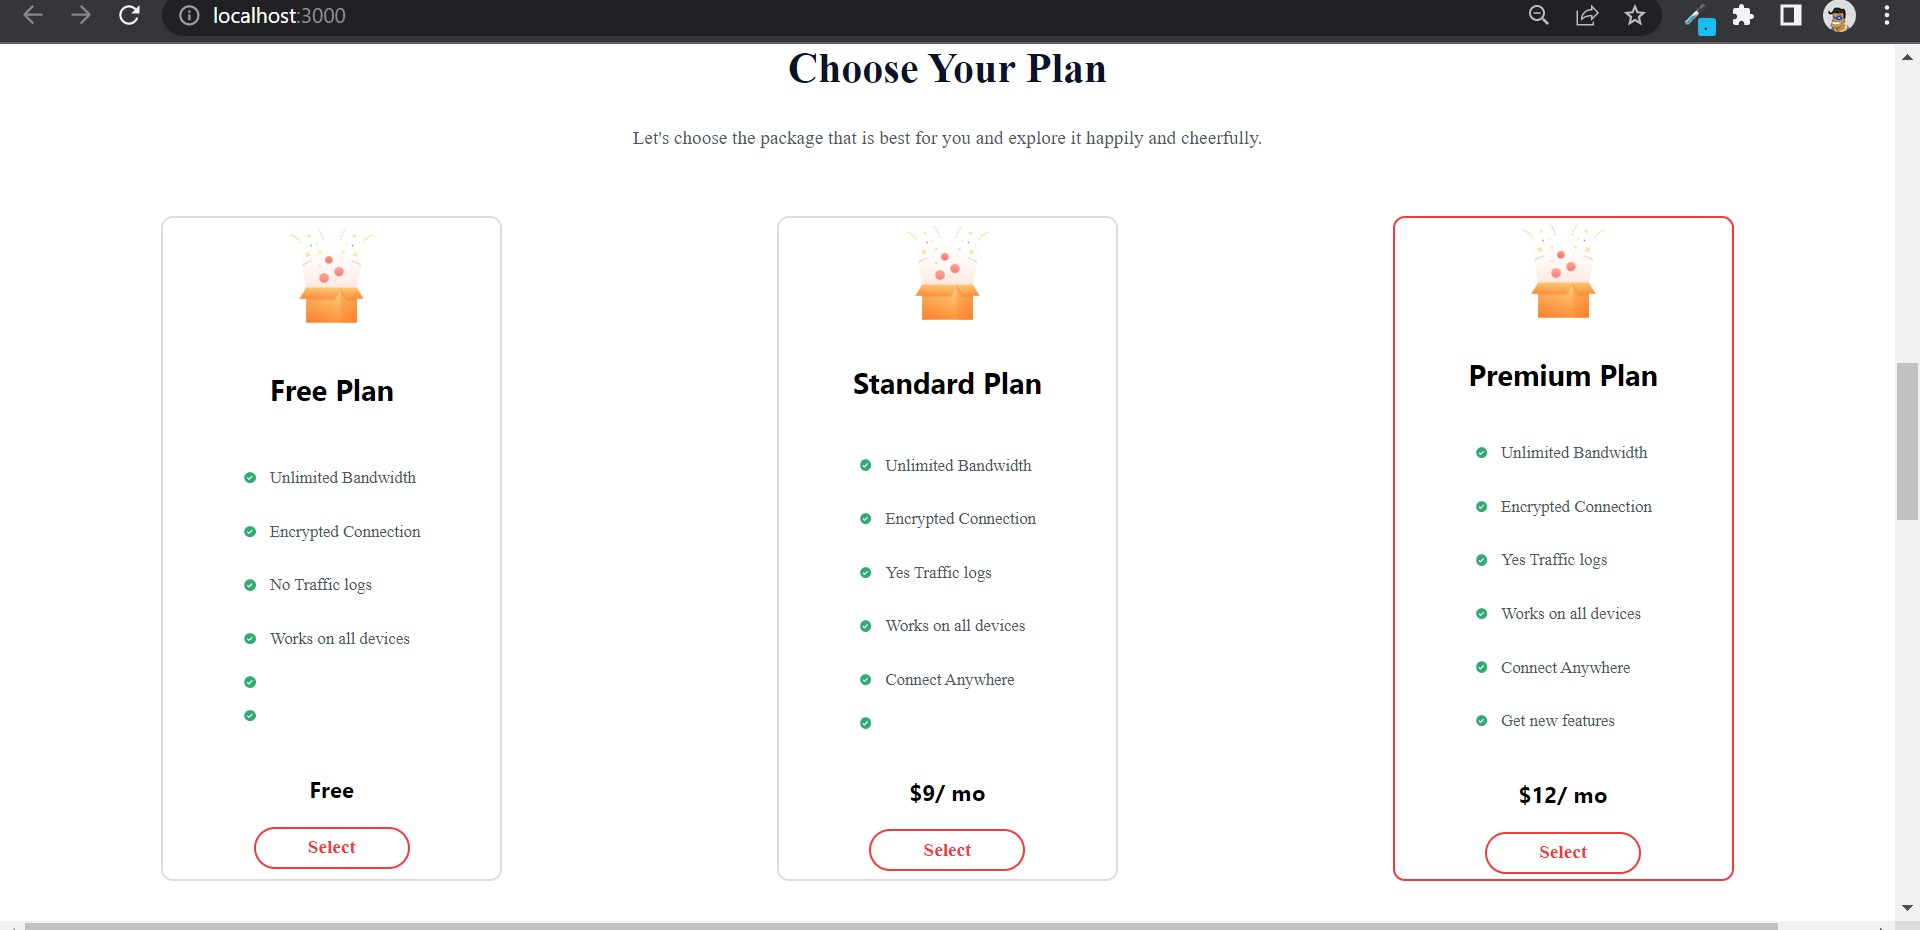 localhost:3000
Choose Your Plan
Let's choose the package that is best for you and explore it happily and cheerfully.
Free Plan
Unlimited Bandwidth
Encrypted Connection
No Traffic logs
Works on all devices
Free
Select
Standard Plan
Unlimited Bandwidth
Encrypted Connection
Yes Traffic logs
Works on all devices
Connect Anywhere
$9/ mo
Select
Premium Plan
Unlimited Bandwidth
Encrypted Connection
Yes Traffic logs
Works on all devices
Connect Anywhere
Get new features
$12/ mo
Select